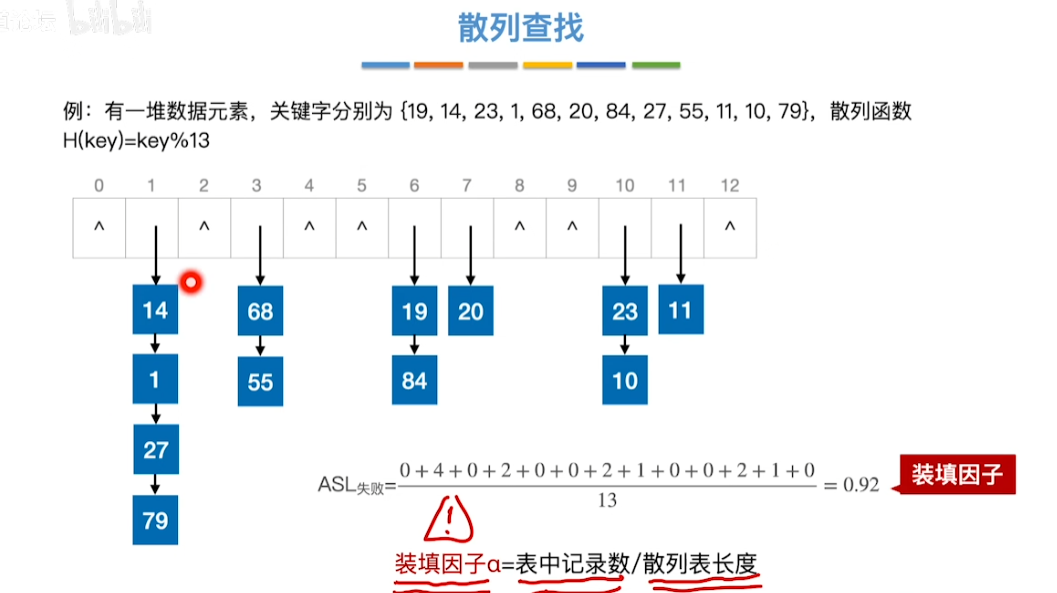 bilibili
散列查找
例：有一堆数据元素，关键字分别为 {19, 14, 23, 1, 68, 20, 84, 27, 55, 11, 10, 79}，散列函数
H(key)=key%13
0 1 2 3 4 5 6 7 8 9 10 11 12
^ ^ ^ ^ ^ ^ ^
14 68 19 20 23 11
1 55 84 10
27
79
ASL失败= 0+4+0+2+0+0+2+1+0+0+2+1+0 / 13 = 0.92
装填因子
!
装填因子α=表中记录数/散列表长度